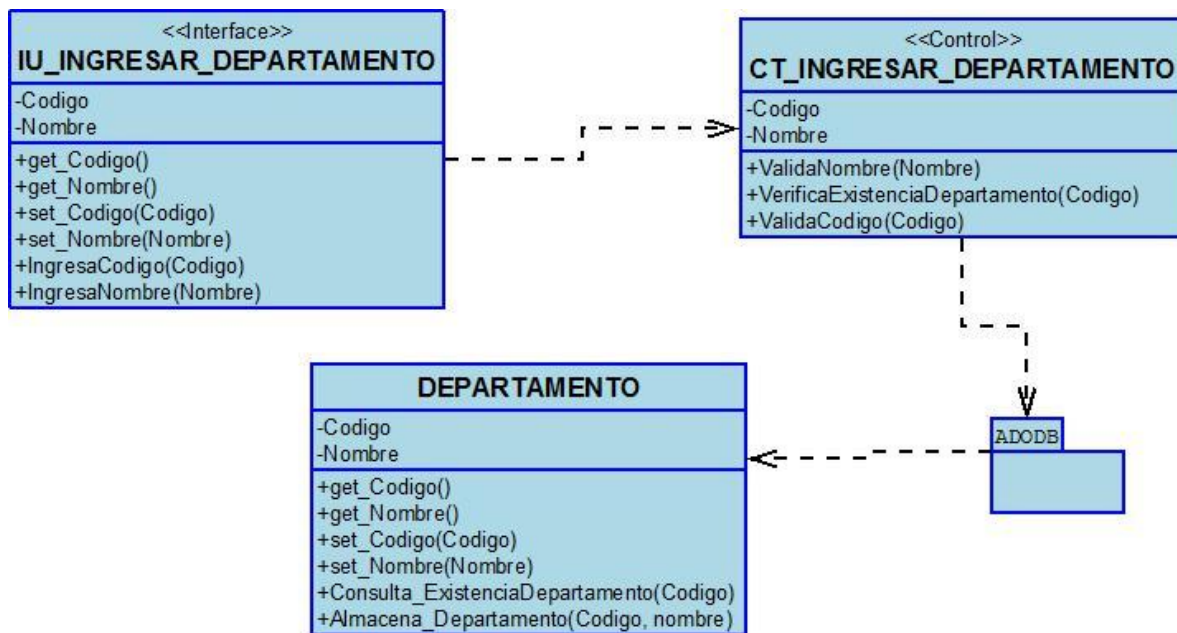 <<Interface>>
IU_INGRESAR_DEPARTAMENTO
-Codigo
-Nombre
+get_Codigo()
+get_Nombre()
+set_Codigo(Codigo)
+set_Nombre(Nombre)
+IngresaCodigo(Codigo)
+IngresaNombre(Nombre)
<<Control>>
CT_INGRESAR_DEPARTAMENTO
-Codigo
-Nombre
+ValidaNombre(Nombre)
+VerificaExistenciaDepartamento(Codigo)
+ValidaCodigo(Codigo)
DEPARTAMENTO
-Codigo
-Nombre
+get_Codigo()
+get_Nombre()
+set_Codigo(Codigo)
+set_Nombre(Nombre)
+Consulta_ExistenciaDepartamento(Codigo)
+Almacena_Departamento(Codigo, nombre)
ADODB